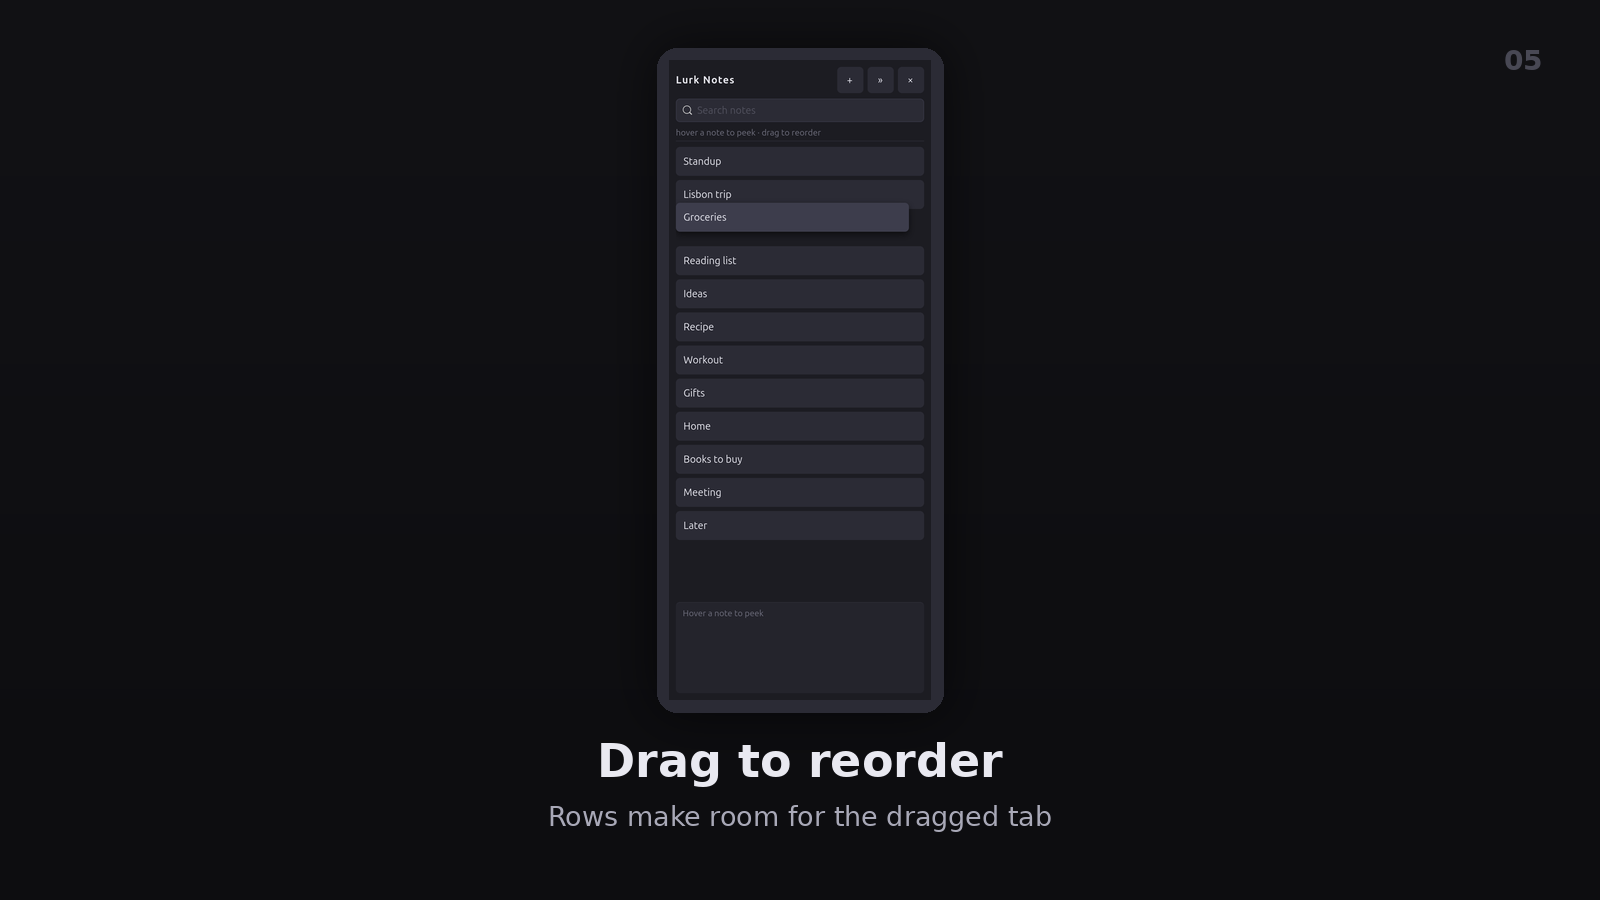 05
Lurk Notes
+ » ×
Search notes
hover a note to peek · drag to reorder
Standup
Lisbon trip
Groceries
Reading list
Ideas
Recipe
Workout
Gifts
Home
Books to buy
Meeting
Later
Hover a note to peek
Drag to reorder
Rows make room for the dragged tab